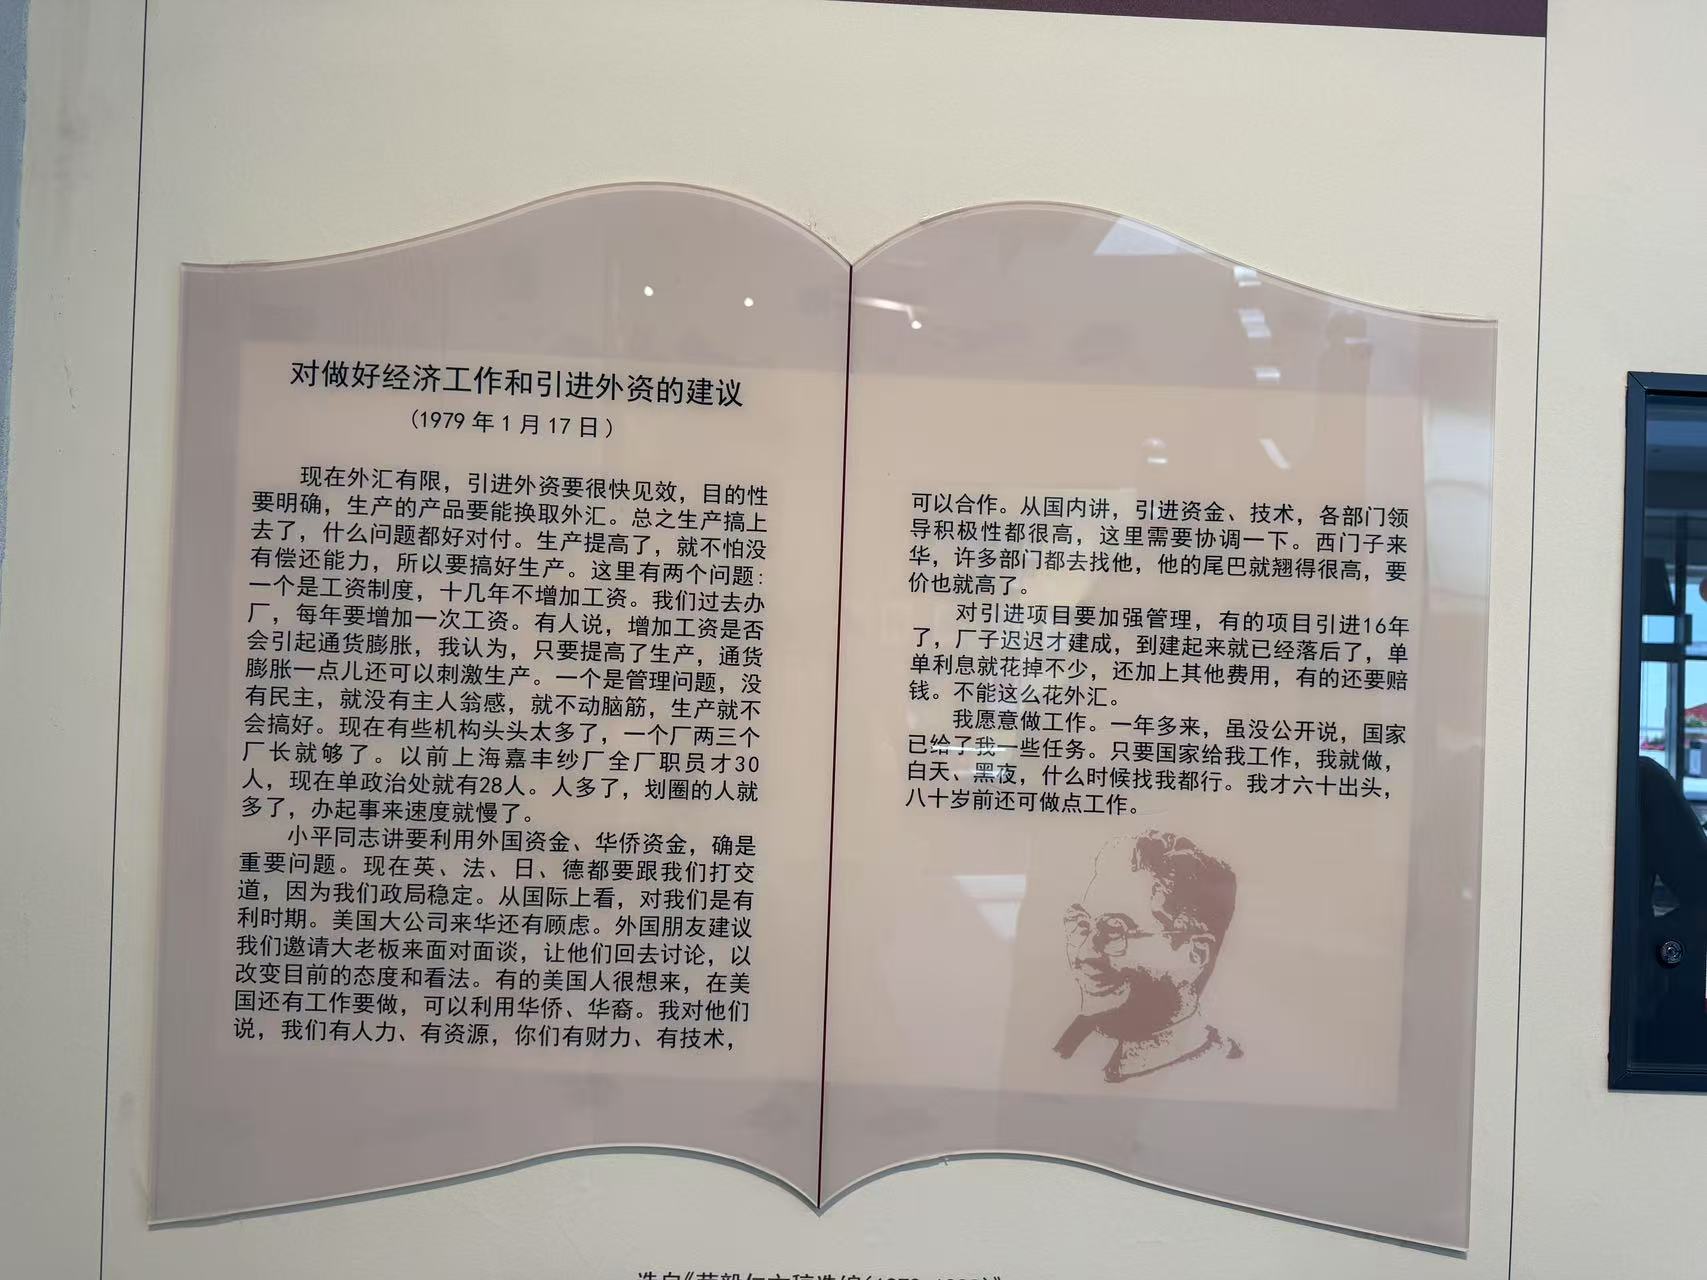 对做好经济工作和引进外资的建议
（1979年1月17日）
现在外汇有限，引进外资要很快见效，目的性
要明确，生产的产品要能换取外汇。总之生产搞上
去了，什么问题都好对付。生产提高了，就不怕没
有偿还能力，所以要搞好生产。这里有两个问题：
一个是工资制度，十几年不增加工资。我们过去办
厂，每年要增加一次工资。有人说，增加工资是否
会引起通货膨胀，我认为，只要提高了生产，通货
膨胀一点儿还可以刺激生产。一个是管理问题，没
有民主，就没有主人翁感，就不动脑筋，生产就不
会搞好。现在有些机构头头太多了，一个厂两三个
厂长就够了。以前上海嘉丰纱厂全厂职员才30
人，现在单政治处就有28人。人多了，划圈的人就
多了，办起事来速度就慢了。
小平同志讲要利用外国资金、华侨资金，确是
重要问题。现在英、法、日、德都要跟我们打交
道，因为我们政局稳定。从国际上看，对我们是有
利时期。美国大公司来华还有顾虑。外国朋友建议
我们邀请大老板来面对面谈，让他们回去讨论，以
改变目前的态度和看法。有的美国人很想来，在美
国还有工作要做，可以利用华侨、华裔。我对他们
说，我们有人力、有资源，你们有财力、有技术，
可以合作。从国内讲，引进资金、技术，各部门领
导积极性都很高，这里需要协调一下。西门子来
华，许多部门都去找他，他的尾巴就翘得很高，要
价也就高了。
对引进项目要加强管理，有的项目引进16年
了，厂子迟迟才建成，到建起来就已经落后了，单
单利息就花掉不少，还加上其他费用，有的还要赔
钱。不能这么花外汇。
我愿意做工作。一年多来，虽没公开说，国家
已给了我一些任务。只要国家给我工作，我就做，
白天、黑夜，什么时候找我都行。我才六十出头，
八十岁前还可做点工作。